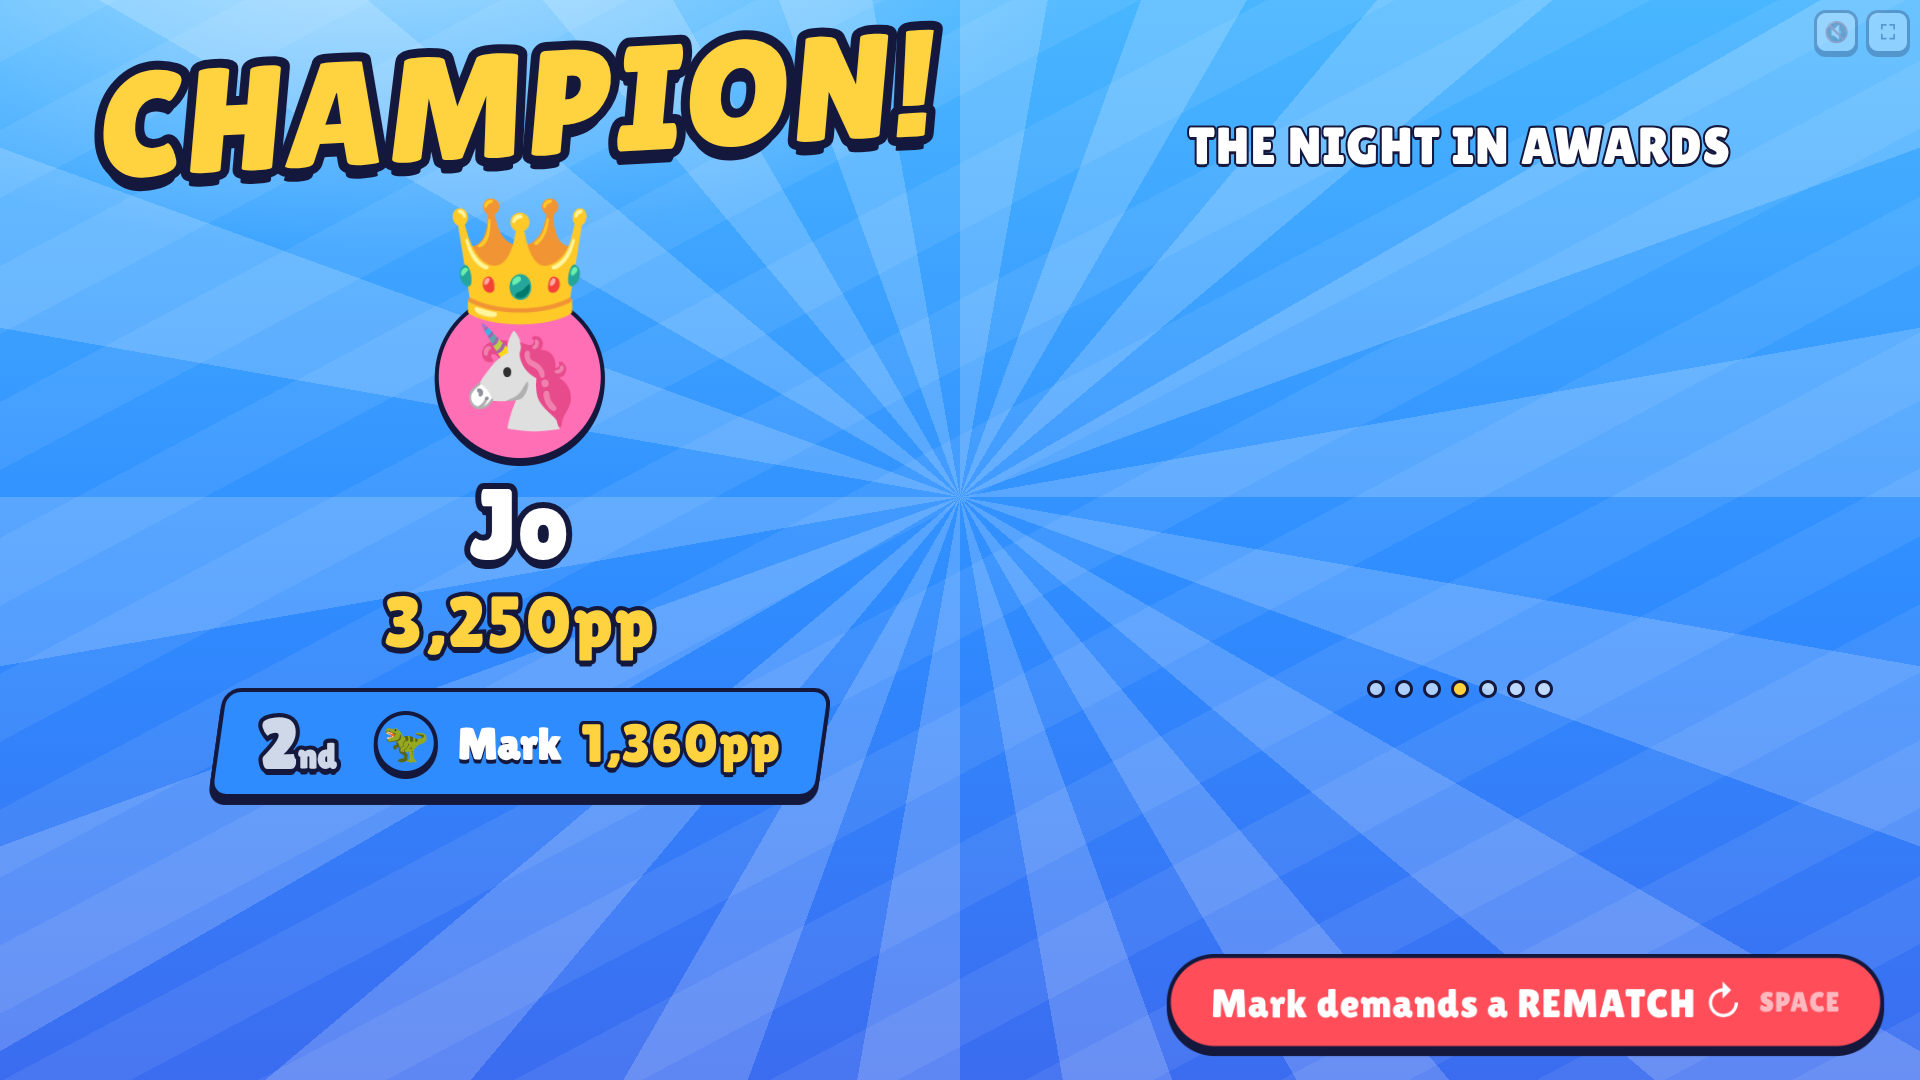 CHAMPION!
THE NIGHT IN AWARDS
Jo
3,250pp
2nd Mark 1,360pp
Mark demands a REMATCH SPACE